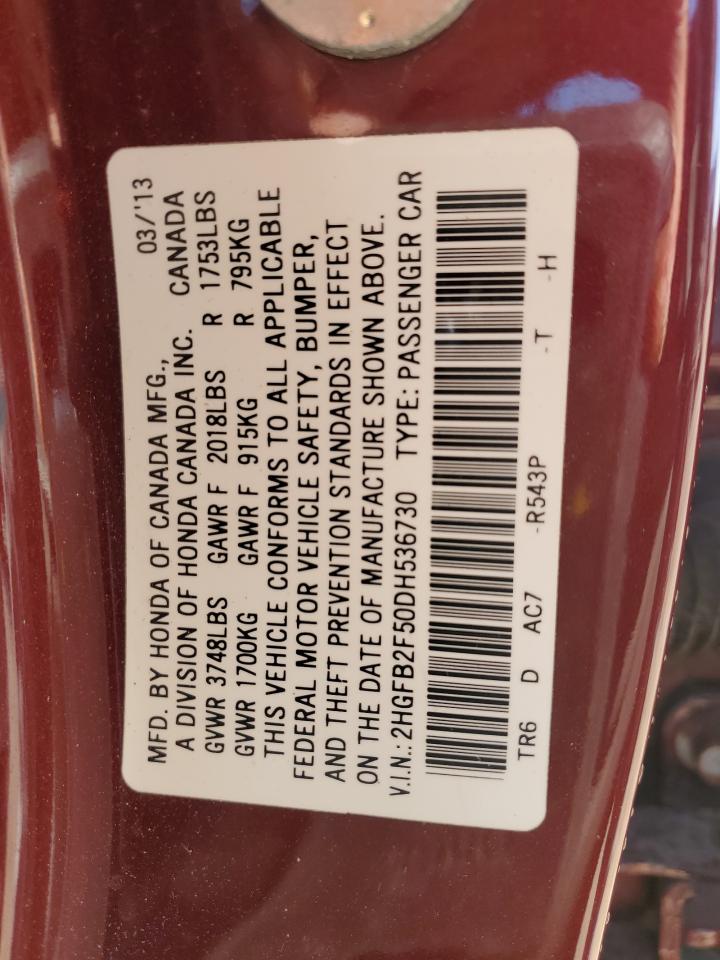 MFD. BY HONDA OF CANADA MFG., 03/'13
A DIVISION OF HONDA CANADA INC. CANADA
GVWR 3748LBS GAWR F 2018LBS R 1753LBS
GVWR 1700KG GAWR F 915KG R 795KG
THIS VEHICLE CONFORMS TO ALL APPLICABLE
FEDERAL MOTOR VEHICLE SAFETY, BUMPER,
AND THEFT PREVENTION STANDARDS IN EFFECT
ON THE DATE OF MANUFACTURE SHOWN ABOVE.
V.I.N.: 2HGFB2F50DH536730 TYPE: PASSENGER CAR
TR6 D AC7 -R543P -T -H